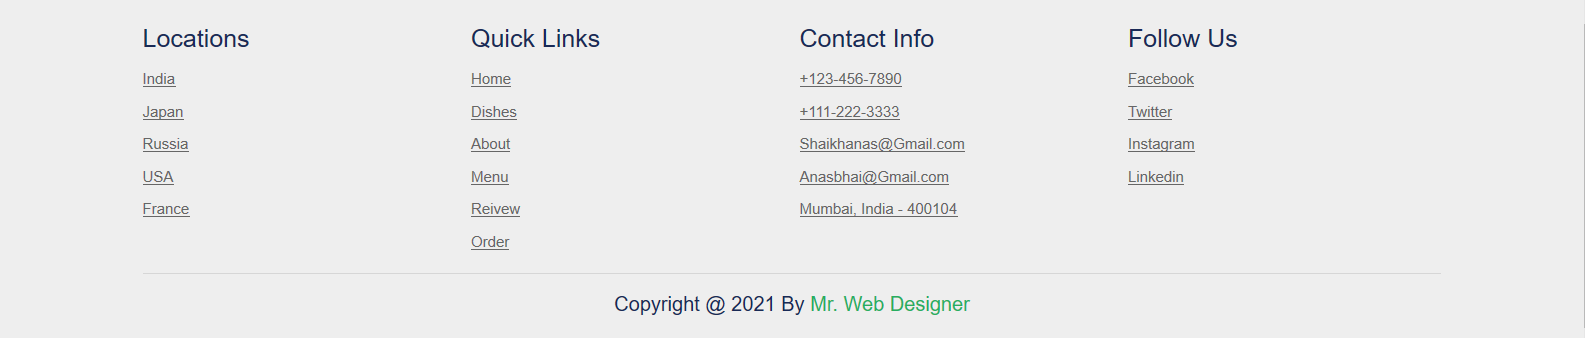 Locations
India
Japan
Russia
USA
France
Quick Links
Home
Dishes
About
Menu
Reivew
Order
Contact Info
+123-456-7890
+111-222-3333
Shaikhanas@Gmail.com
Anasbhai@Gmail.com
Mumbai, India - 400104
Follow Us
Facebook
Twitter
Instagram
Linkedin
Copyright @ 2021 By Mr. Web Designer